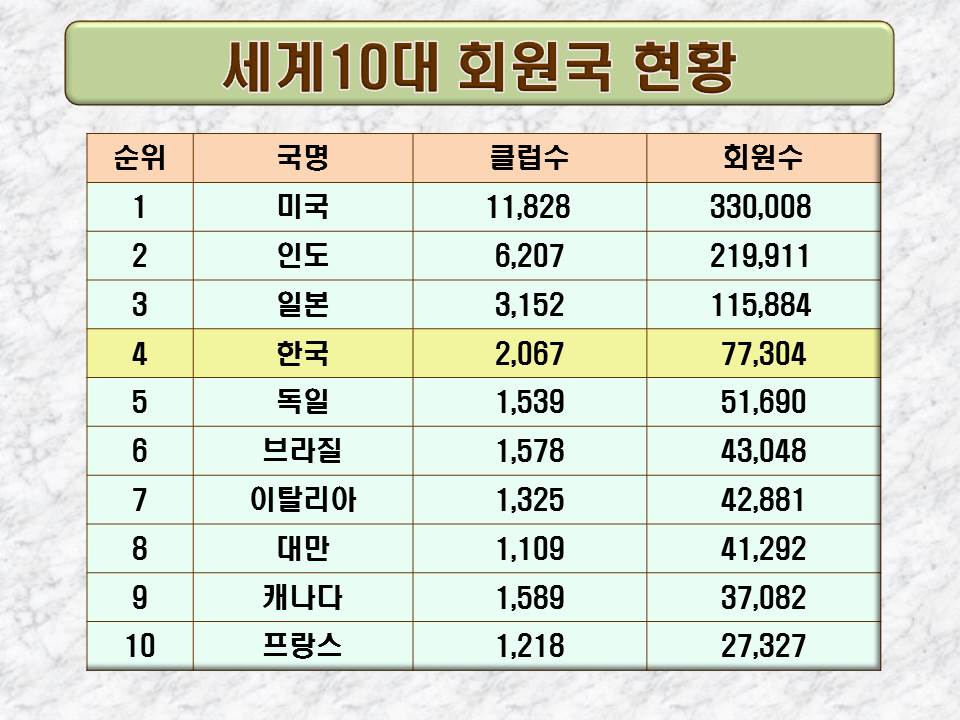 세계10대 회원국 현황
순위 국명 클럽수 회원수
1 미국 11,828 330,008
2 인도 6,207 219,911
3 일본 3,152 115,884
4 한국 2,067 77,304
5 독일 1,539 51,690
6 브라질 1,578 43,048
7 이탈리아 1,325 42,881
8 대만 1,109 41,292
9 캐나다 1,589 37,082
10 프랑스 1,218 27,327